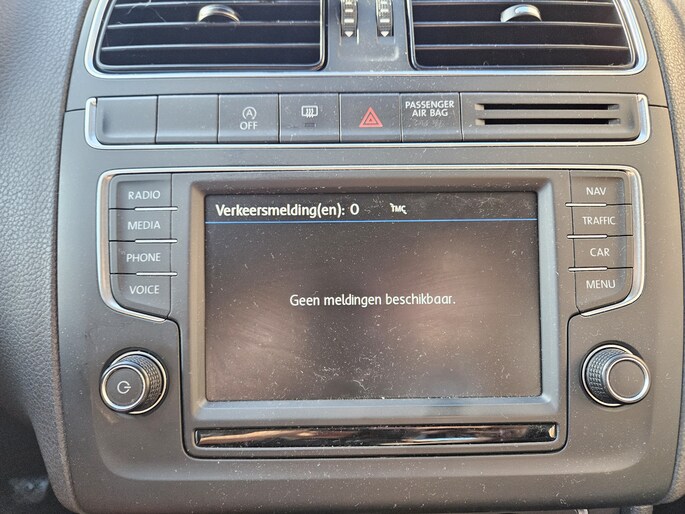 A
OFF
PASSENGER
AIR BAG
RADIO
MEDIA
PHONE
VOICE
Verkeersmelding(en): 0 TMC
Geen meldingen beschikbaar.
NAV
TRAFFIC
CAR
MENU